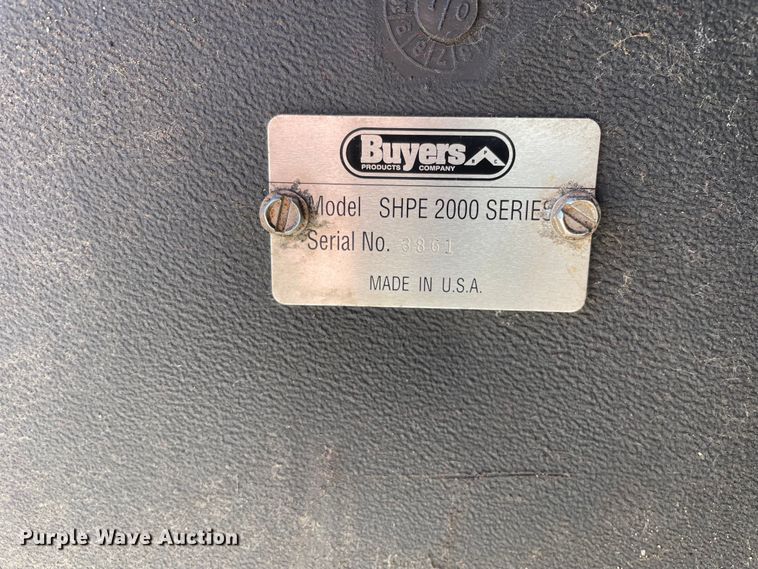 Buyers
PRODUCTS COMPANY
Model SHPE 2000 SERIES
Serial No. 3861
MADE IN U.S.A.
Purple Wave Auction